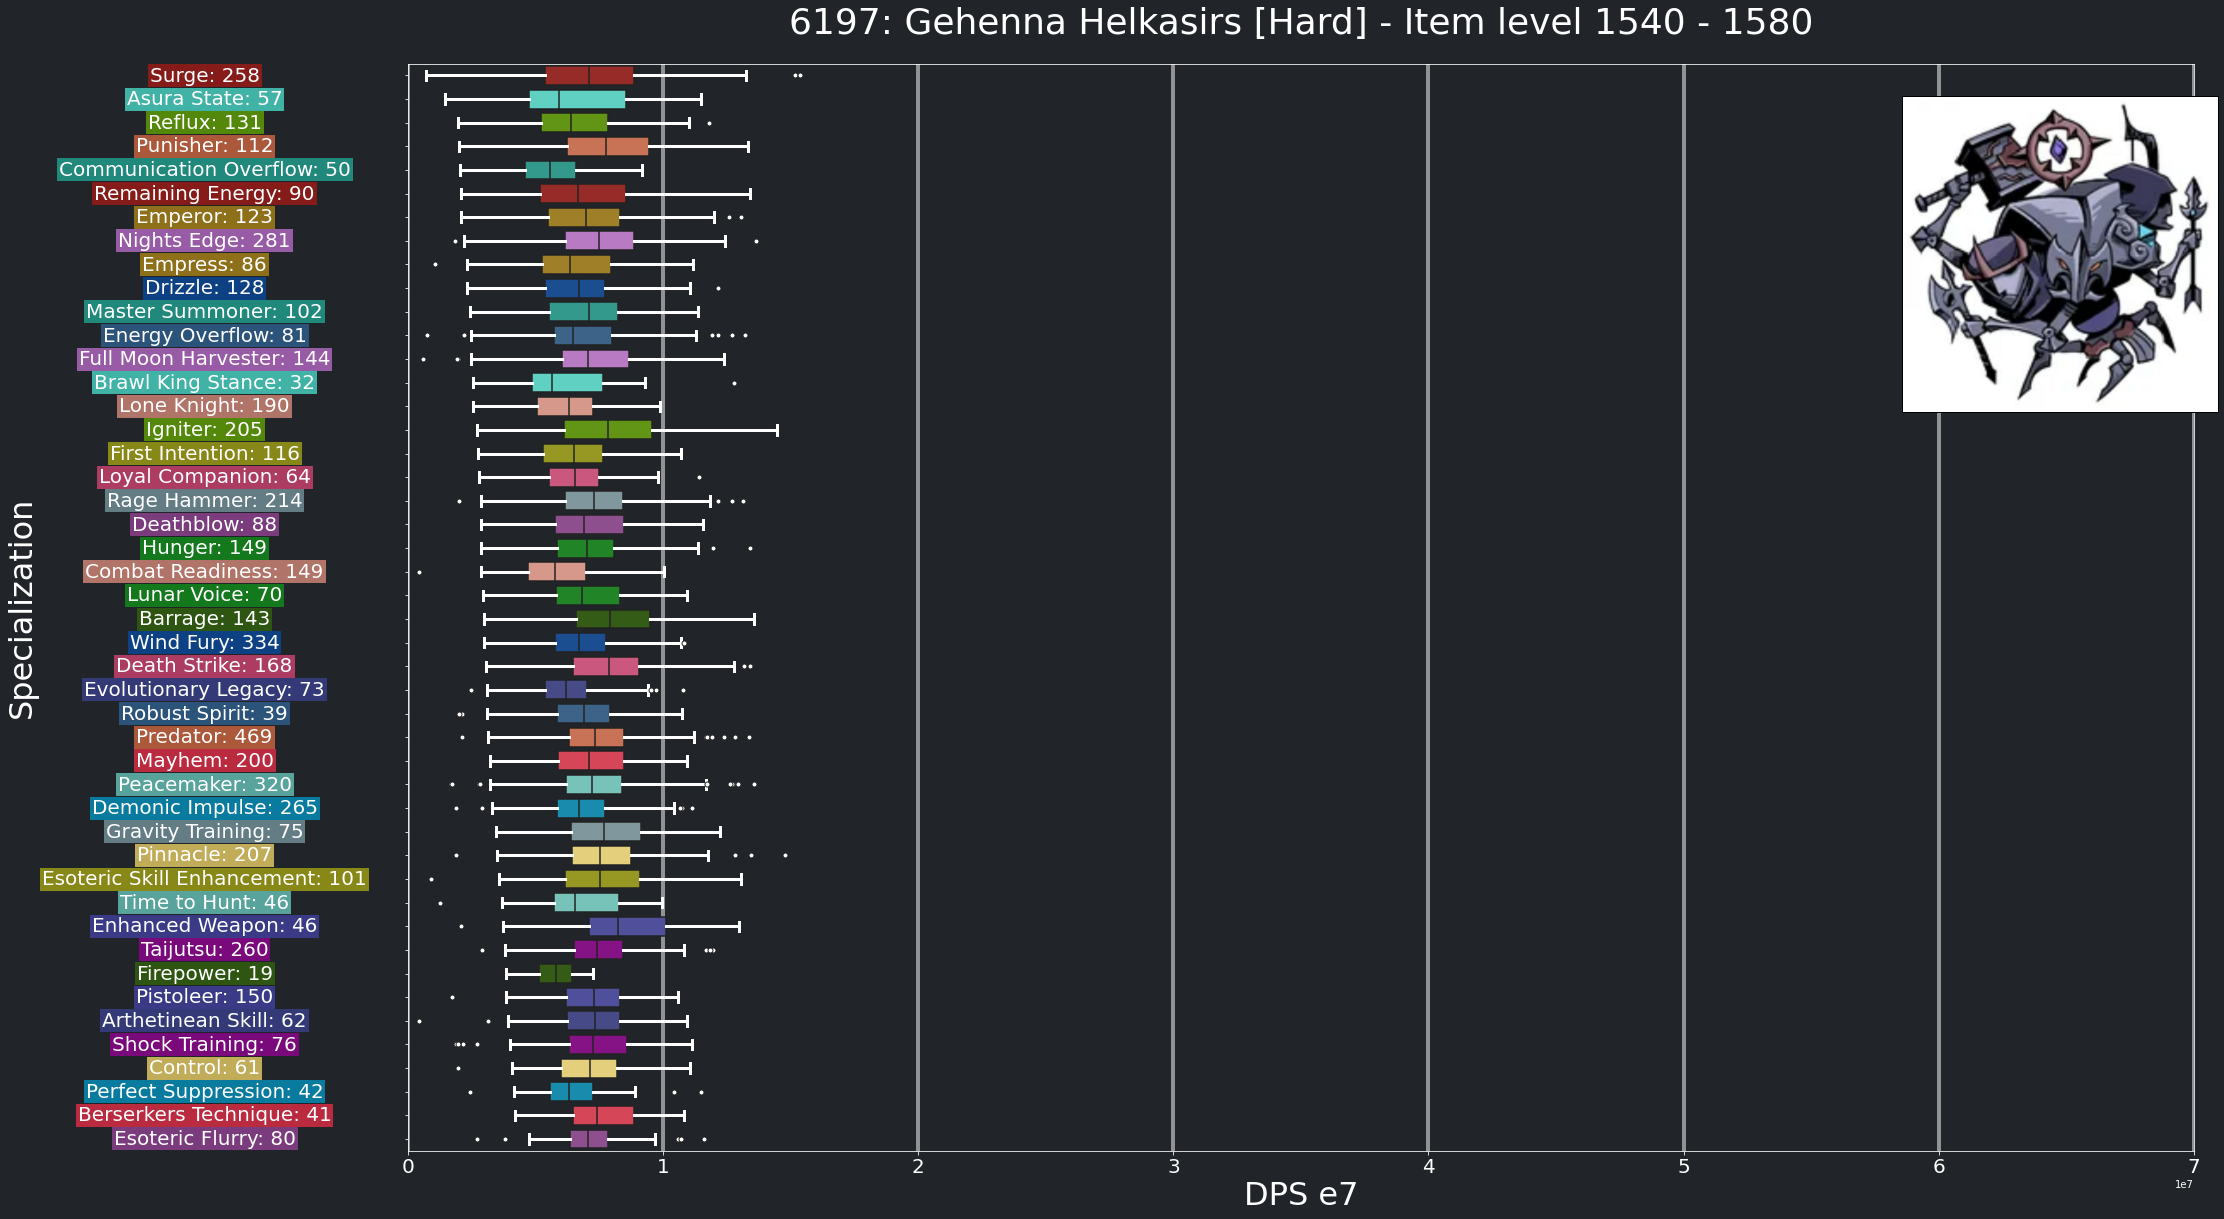 6197: Gehenna Helkasirs [Hard] - Item level 1540 - 1580
Specialization
Surge: 258
Asura State: 57
Reflux: 131
Punisher: 112
Communication Overflow: 50
Remaining Energy: 90
Emperor: 123
Nights Edge: 281
Empress: 86
Drizzle: 128
Master Summoner: 102
Energy Overflow: 81
Full Moon Harvester: 144
Brawl King Stance: 32
Lone Knight: 190
Igniter: 205
First Intention: 116
Loyal Companion: 64
Rage Hammer: 214
Deathblow: 88
Hunger: 149
Combat Readiness: 149
Lunar Voice: 70
Barrage: 143
Wind Fury: 334
Death Strike: 168
Evolutionary Legacy: 73
Robust Spirit: 39
Predator: 469
Mayhem: 200
Peacemaker: 320
Demonic Impulse: 265
Gravity Training: 75
Pinnacle: 207
Esoteric Skill Enhancement: 101
Time to Hunt: 46
Enhanced Weapon: 46
Taijutsu: 260
Firepower: 19
Pistoleer: 150
Arthetinean Skill: 62
Shock Training: 76
Control: 61
Perfect Suppression: 42
Berserkers Technique: 41
Esoteric Flurry: 80
0 1 2 3 4 5 6 7
1e7
DPS e7